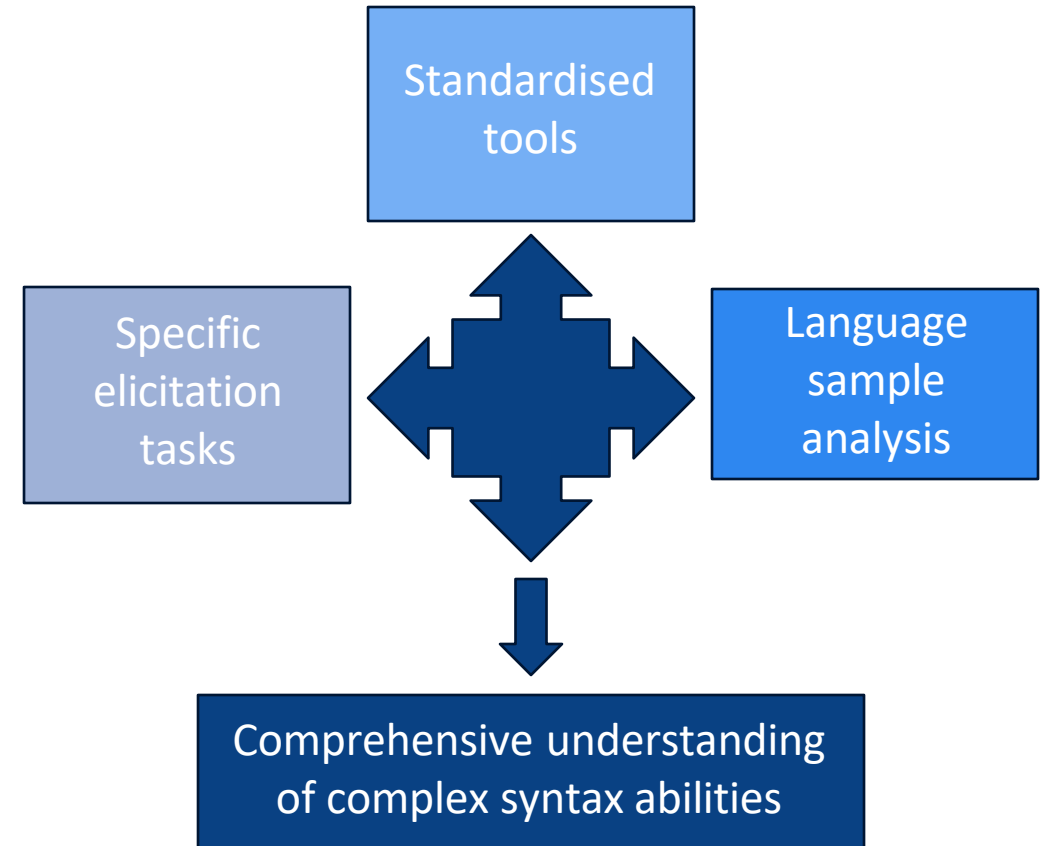 Standardised
tools
Specific
elicitation
tasks
Language
sample
analysis
Comprehensive understanding
of complex syntax abilities